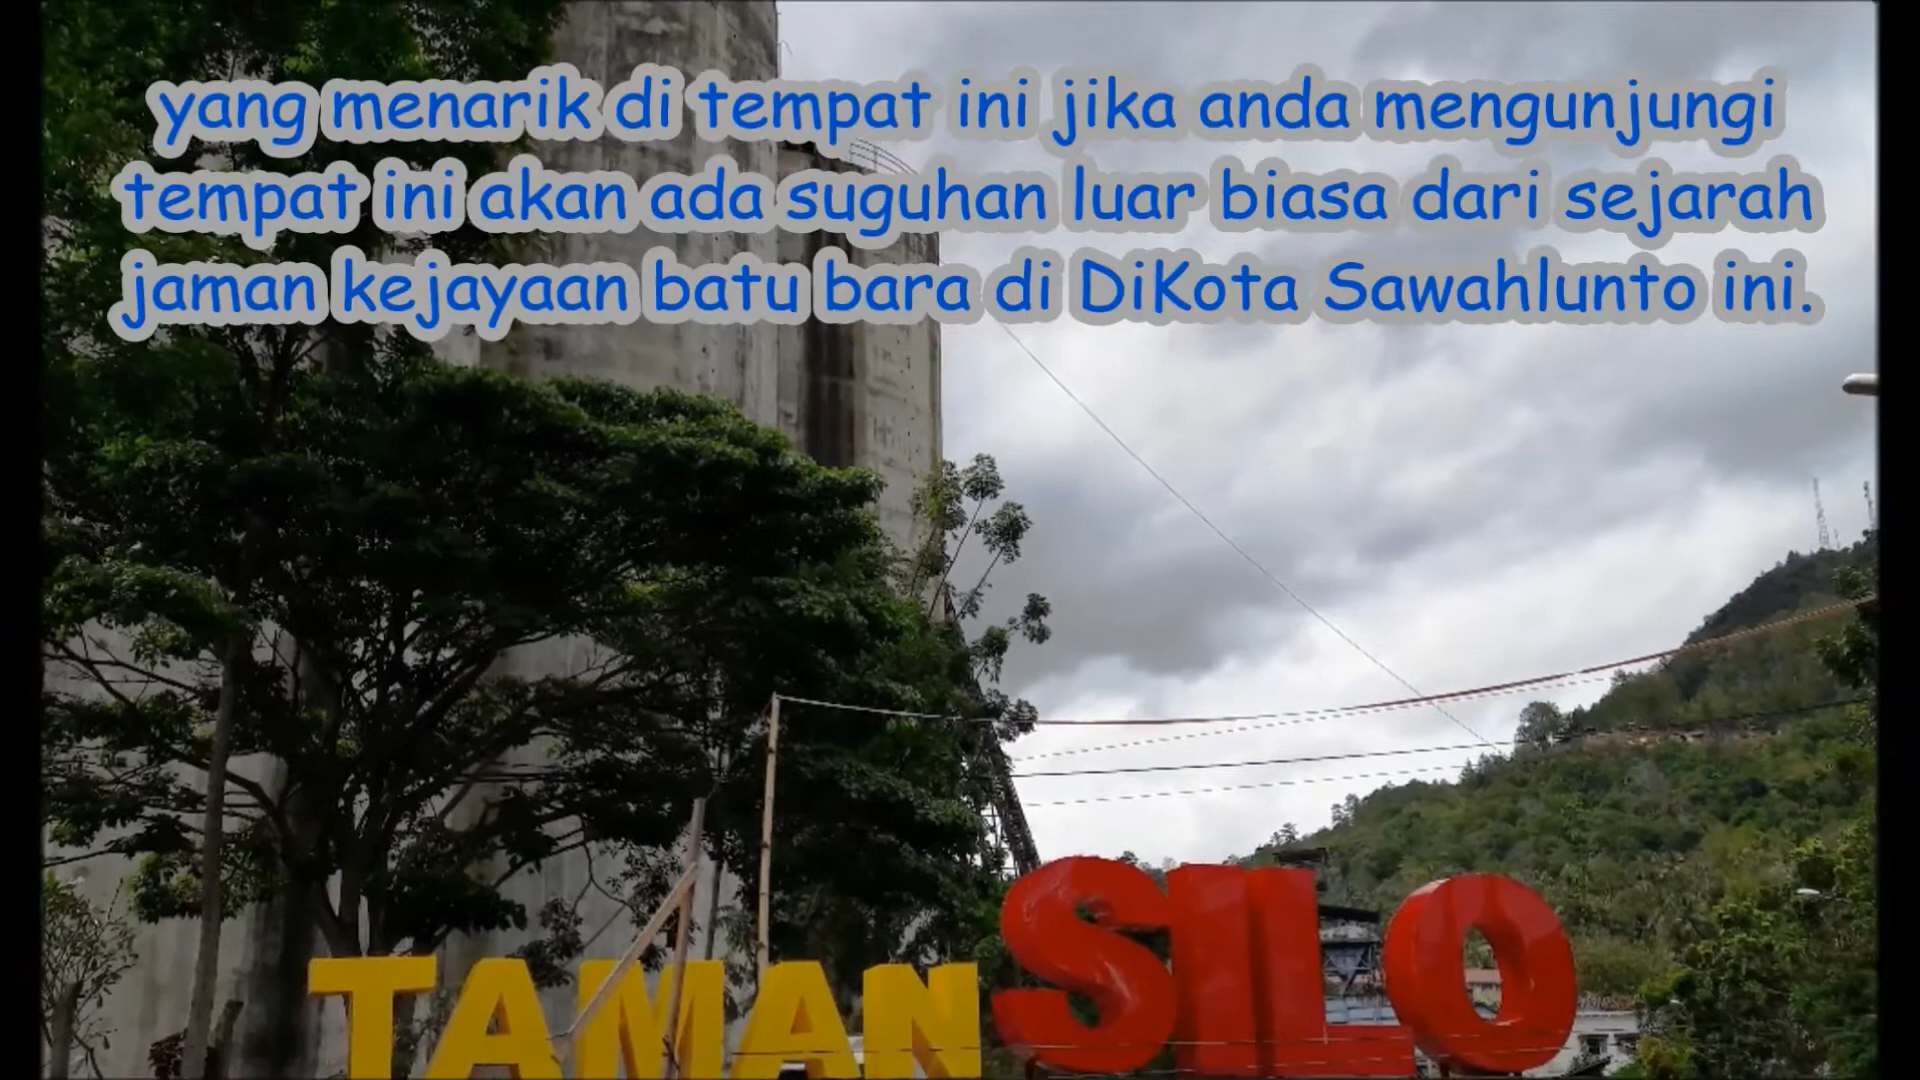 yang menarik di tempat ini jika anda mengunjungi
tempat ini akan ada suguhan luar biasa dari sejarah
jaman kejayaan batu bara di DiKota Sawahlunto ini.
TAMAN SILO